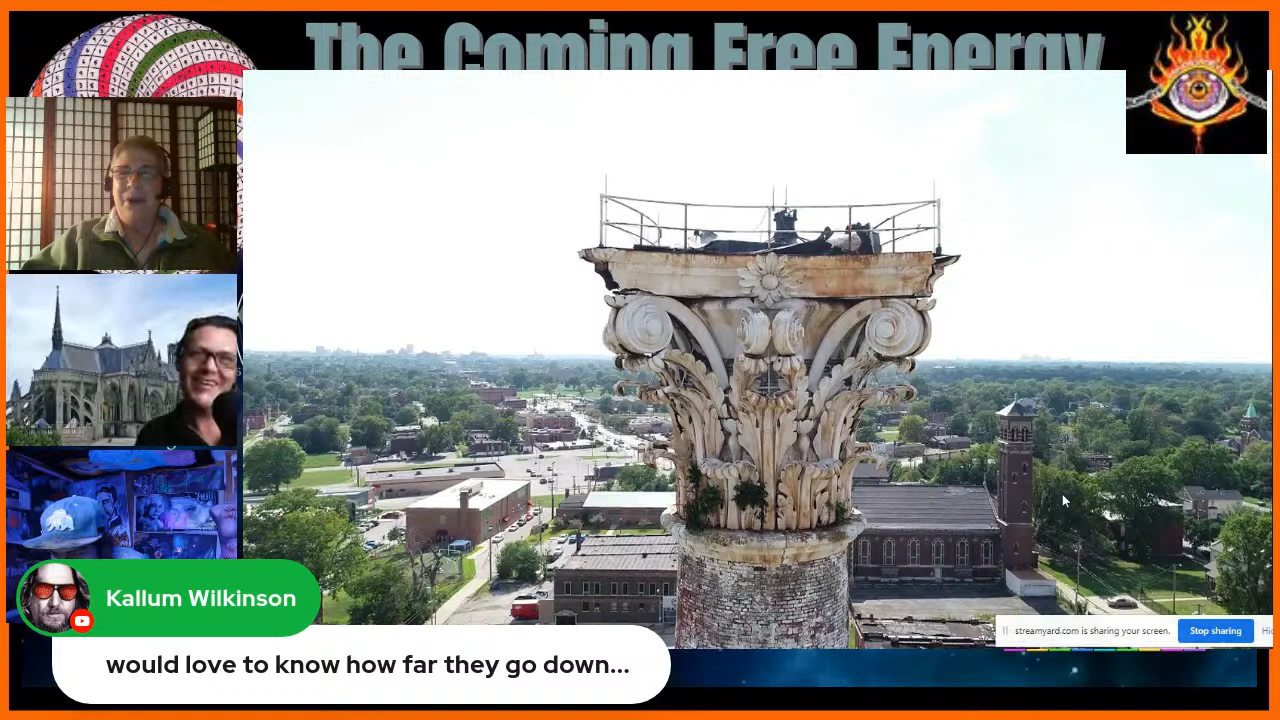 The Coming Free Energy
streamyard.com is sharing your screen.
Stop sharing
Kallum Wilkinson
would love to know how far they go down...